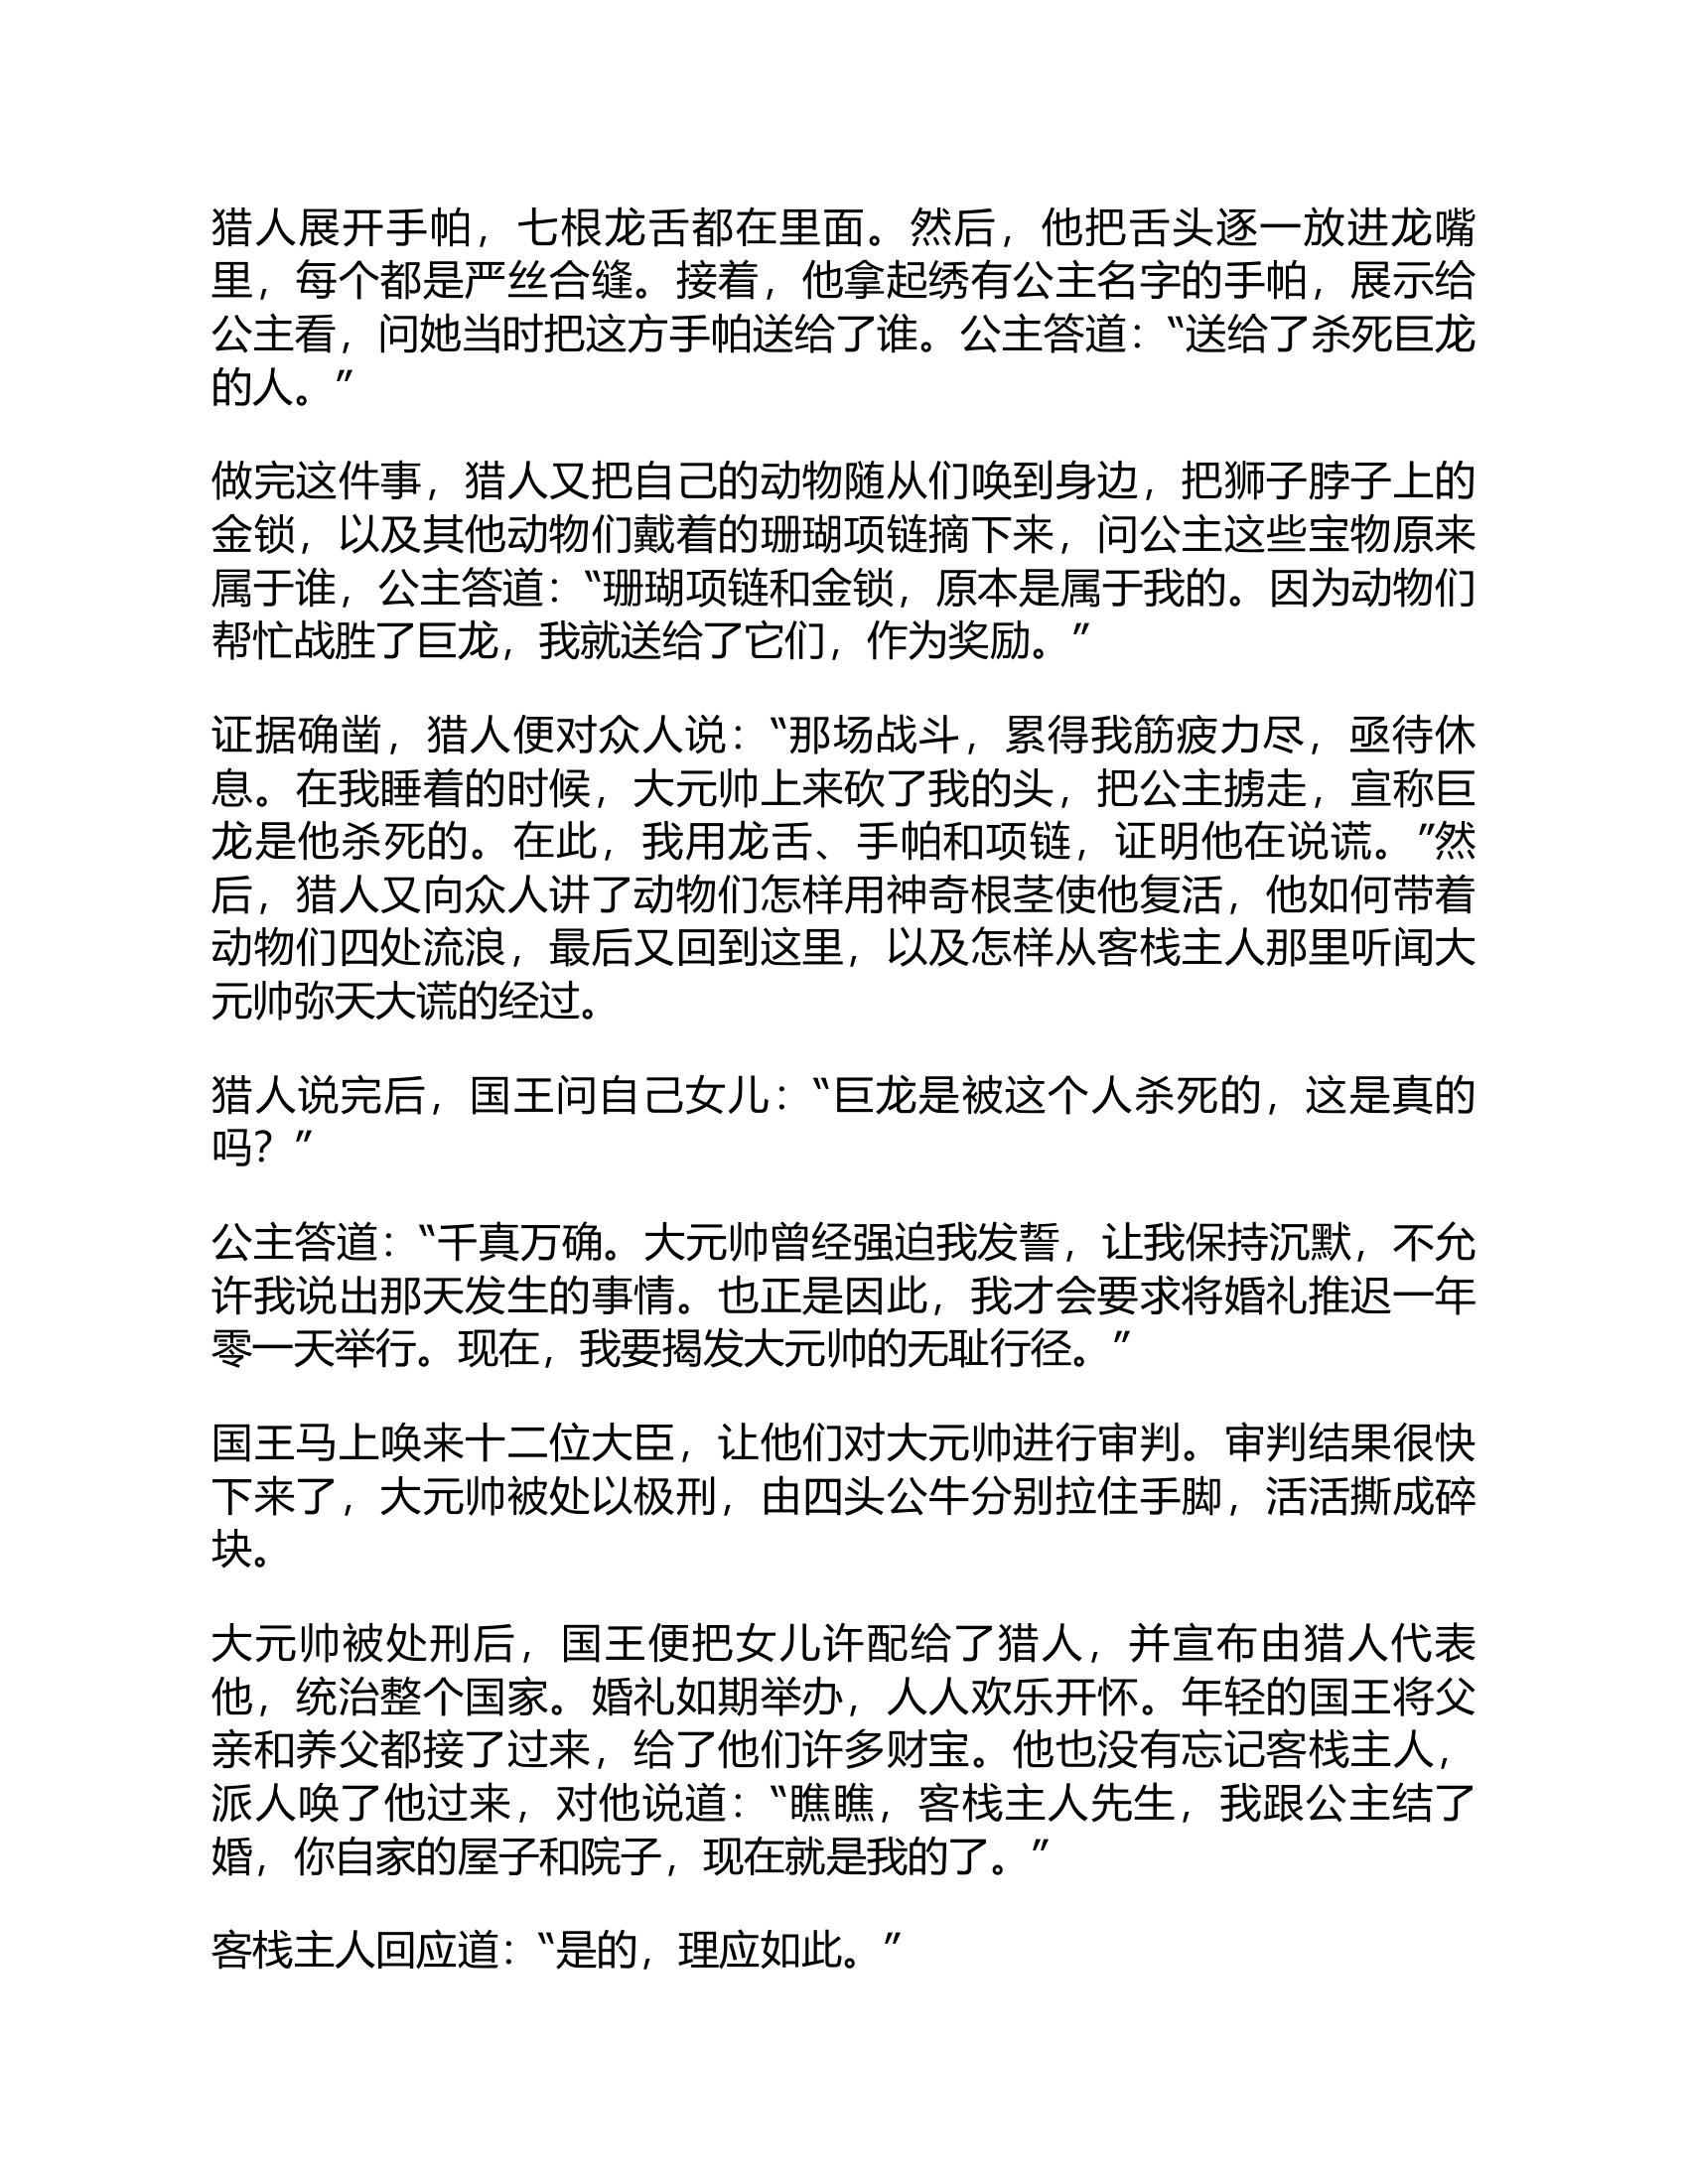 猎人展开手帕，七根龙舌都在里面。然后，他把舌头逐一放进龙嘴
里，每个都是严丝合缝。接着，他拿起绣有公主名字的手帕，展示给
公主看，问她当时把这方手帕送给了谁。公主答道：“送给了杀死巨龙
的人。”
做完这件事，猎人又把自己的动物随从们唤到身边，把狮子脖子上的
金锁，以及其他动物们戴着的珊瑚项链摘下来，问公主这些宝物原来
属于谁，公主答道：“珊瑚项链和金锁，原本是属于我的。因为动物们
帮忙战胜了巨龙，我就送给了它们，作为奖励。”
证据确凿，猎人便对众人说：“那场战斗，累得我筋疲力尽，亟待休
息。在我睡着的时候，大元帅上来砍了我的头，把公主掳走，宣称巨
龙是他杀死的。在此，我用龙舌、手帕和项链，证明他在说谎。”然
后，猎人又向众人讲了动物们怎样用神奇根茎使他复活，他如何带着
动物们四处流浪，最后又回到这里，以及怎样从客栈主人那里听闻大
元帅弥天大谎的经过。
猎人说完后，国王问自己女儿：“巨龙是被这个人杀死的，这是真的
吗？”
公主答道：“千真万确。大元帅曾经强迫我发誓，让我保持沉默，不允
许我说出那天发生的事情。也正是因此，我才会要求将婚礼推迟一年
零一天举行。现在，我要揭发大元帅的无耻行径。”
国王马上唤来十二位大臣，让他们对大元帅进行审判。审判结果很快
下来了，大元帅被处以极刑，由四头公牛分别拉住手脚，活活撕成碎
块。
大元帅被处刑后，国王便把女儿许配给了猎人，并宣布由猎人代表
他，统治整个国家。婚礼如期举办，人人欢乐开怀。年轻的国王将父
亲和养父都接了过来，给了他们许多财宝。他也没有忘记客栈主人，
派人唤了他过来，对他说道：“瞧瞧，客栈主人先生，我跟公主结了
婚，你自家的屋子和院子，现在就是我的了。”
客栈主人回应道：“是的，理应如此。”